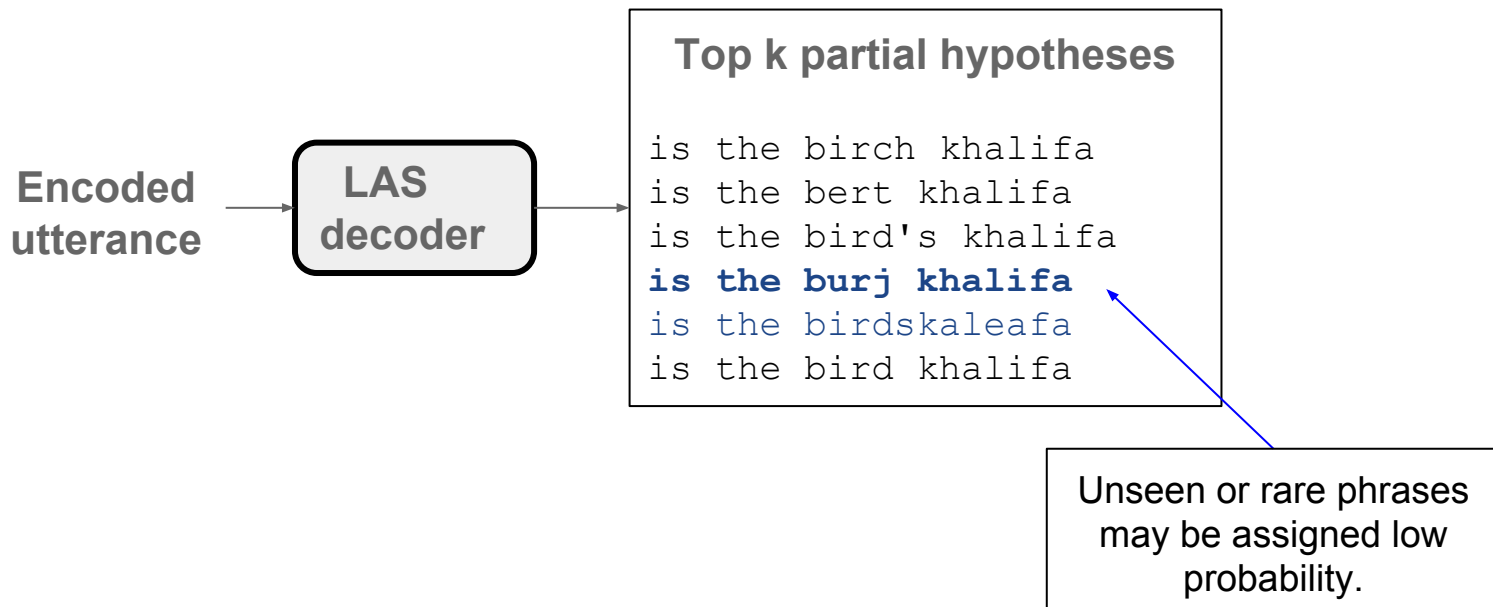 Encoded
utterance
LAS
decoder
Top k partial hypotheses
is the birch khalifa
is the bert khalifa
is the bird's khalifa
is the burj khalifa
is the birdskaleafa
is the bird khalifa
Unseen or rare phrases
may be assigned low
probability.